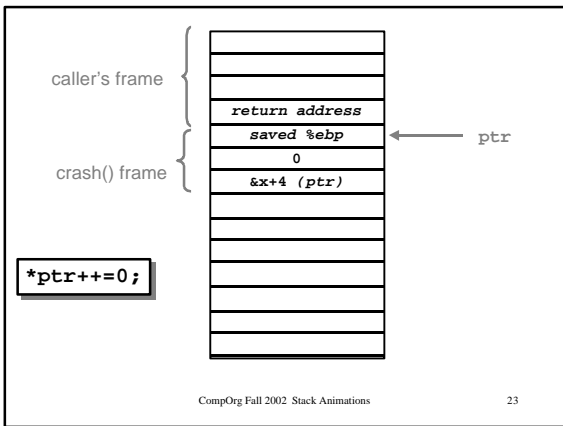 caller's frame
return address
saved %ebp
ptr
0
crash() frame
&x+4 (ptr)
*ptr++=0;
CompOrg Fall 2002 Stack Animations
23